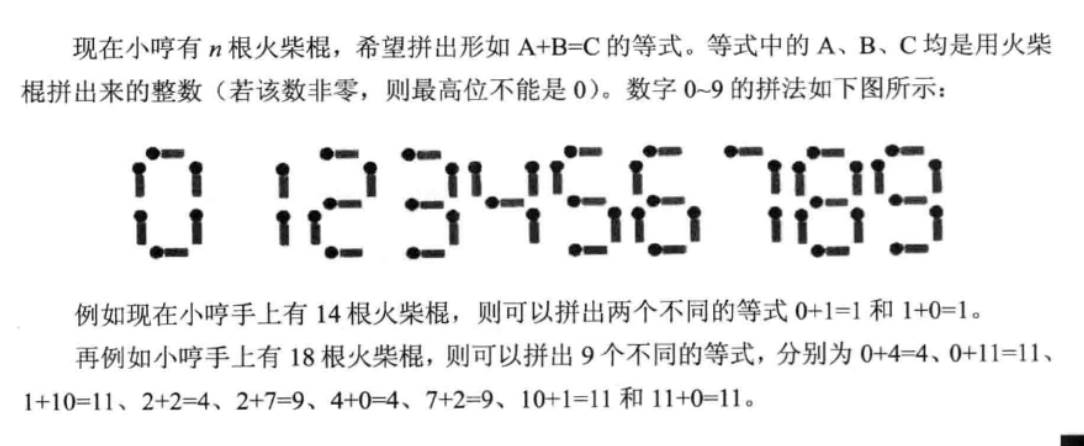 现在小哼有 n 根火柴棍，希望拼出形如 A+B=C 的等式。等式中的 A、B、C 均是用火柴
棍拼出来的整数（若该数非零，则最高位不能是 0）。数字 0~9 的拼法如下图所示：
0 1 2 3 4 5 6 7 8 9
例如现在小哼手上有 14 根火柴棍，则可以拼出两个不同的等式 0+1=1 和 1+0=1。
再例如小哼手上有 18 根火柴棍，则可以拼出 9 个不同的等式，分别为 0+4=4、0+11=11、
1+10=11、2+2=4、2+7=9、4+0=4、7+2=9、10+1=11 和 11+0=11。